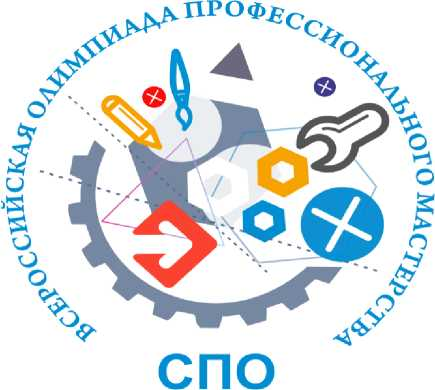 ВСЕРОССИЙСКАЯ ОЛИМПИАДА ПРОФЕССИОНАЛЬНОГО МАСТЕРСТВА
СПО